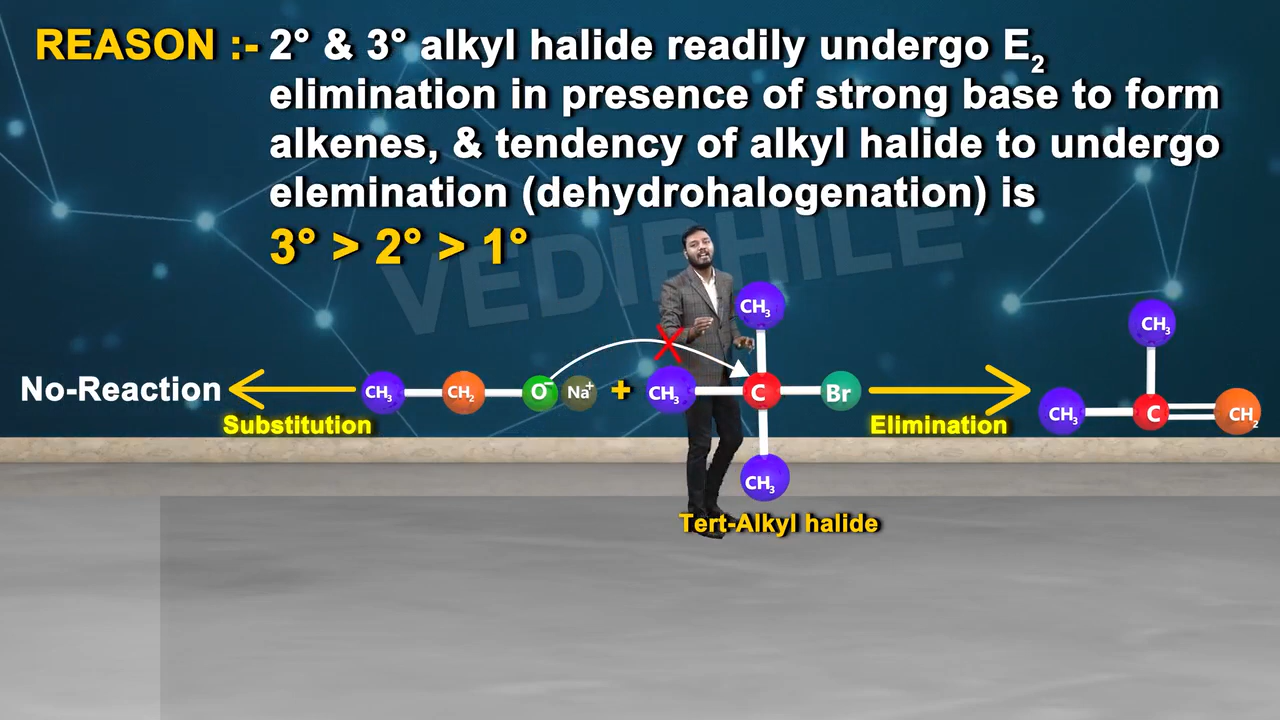 REASON :- 2° & 3° alkyl halide readily undergo E₂
elimination in presence of strong base to form
alkenes, & tendency of alkyl halide to undergo
elemination (dehydrohalogenation) is
3° > 2° > 1°
VEDIPHILE
CH₃
CH₃
No-Reaction CH₃ CH₂ O⁻ Na⁺ + CH₃ C Br CH₃ C CH₂
Substitution Elimination
CH₃
Tert-Alkyl halide